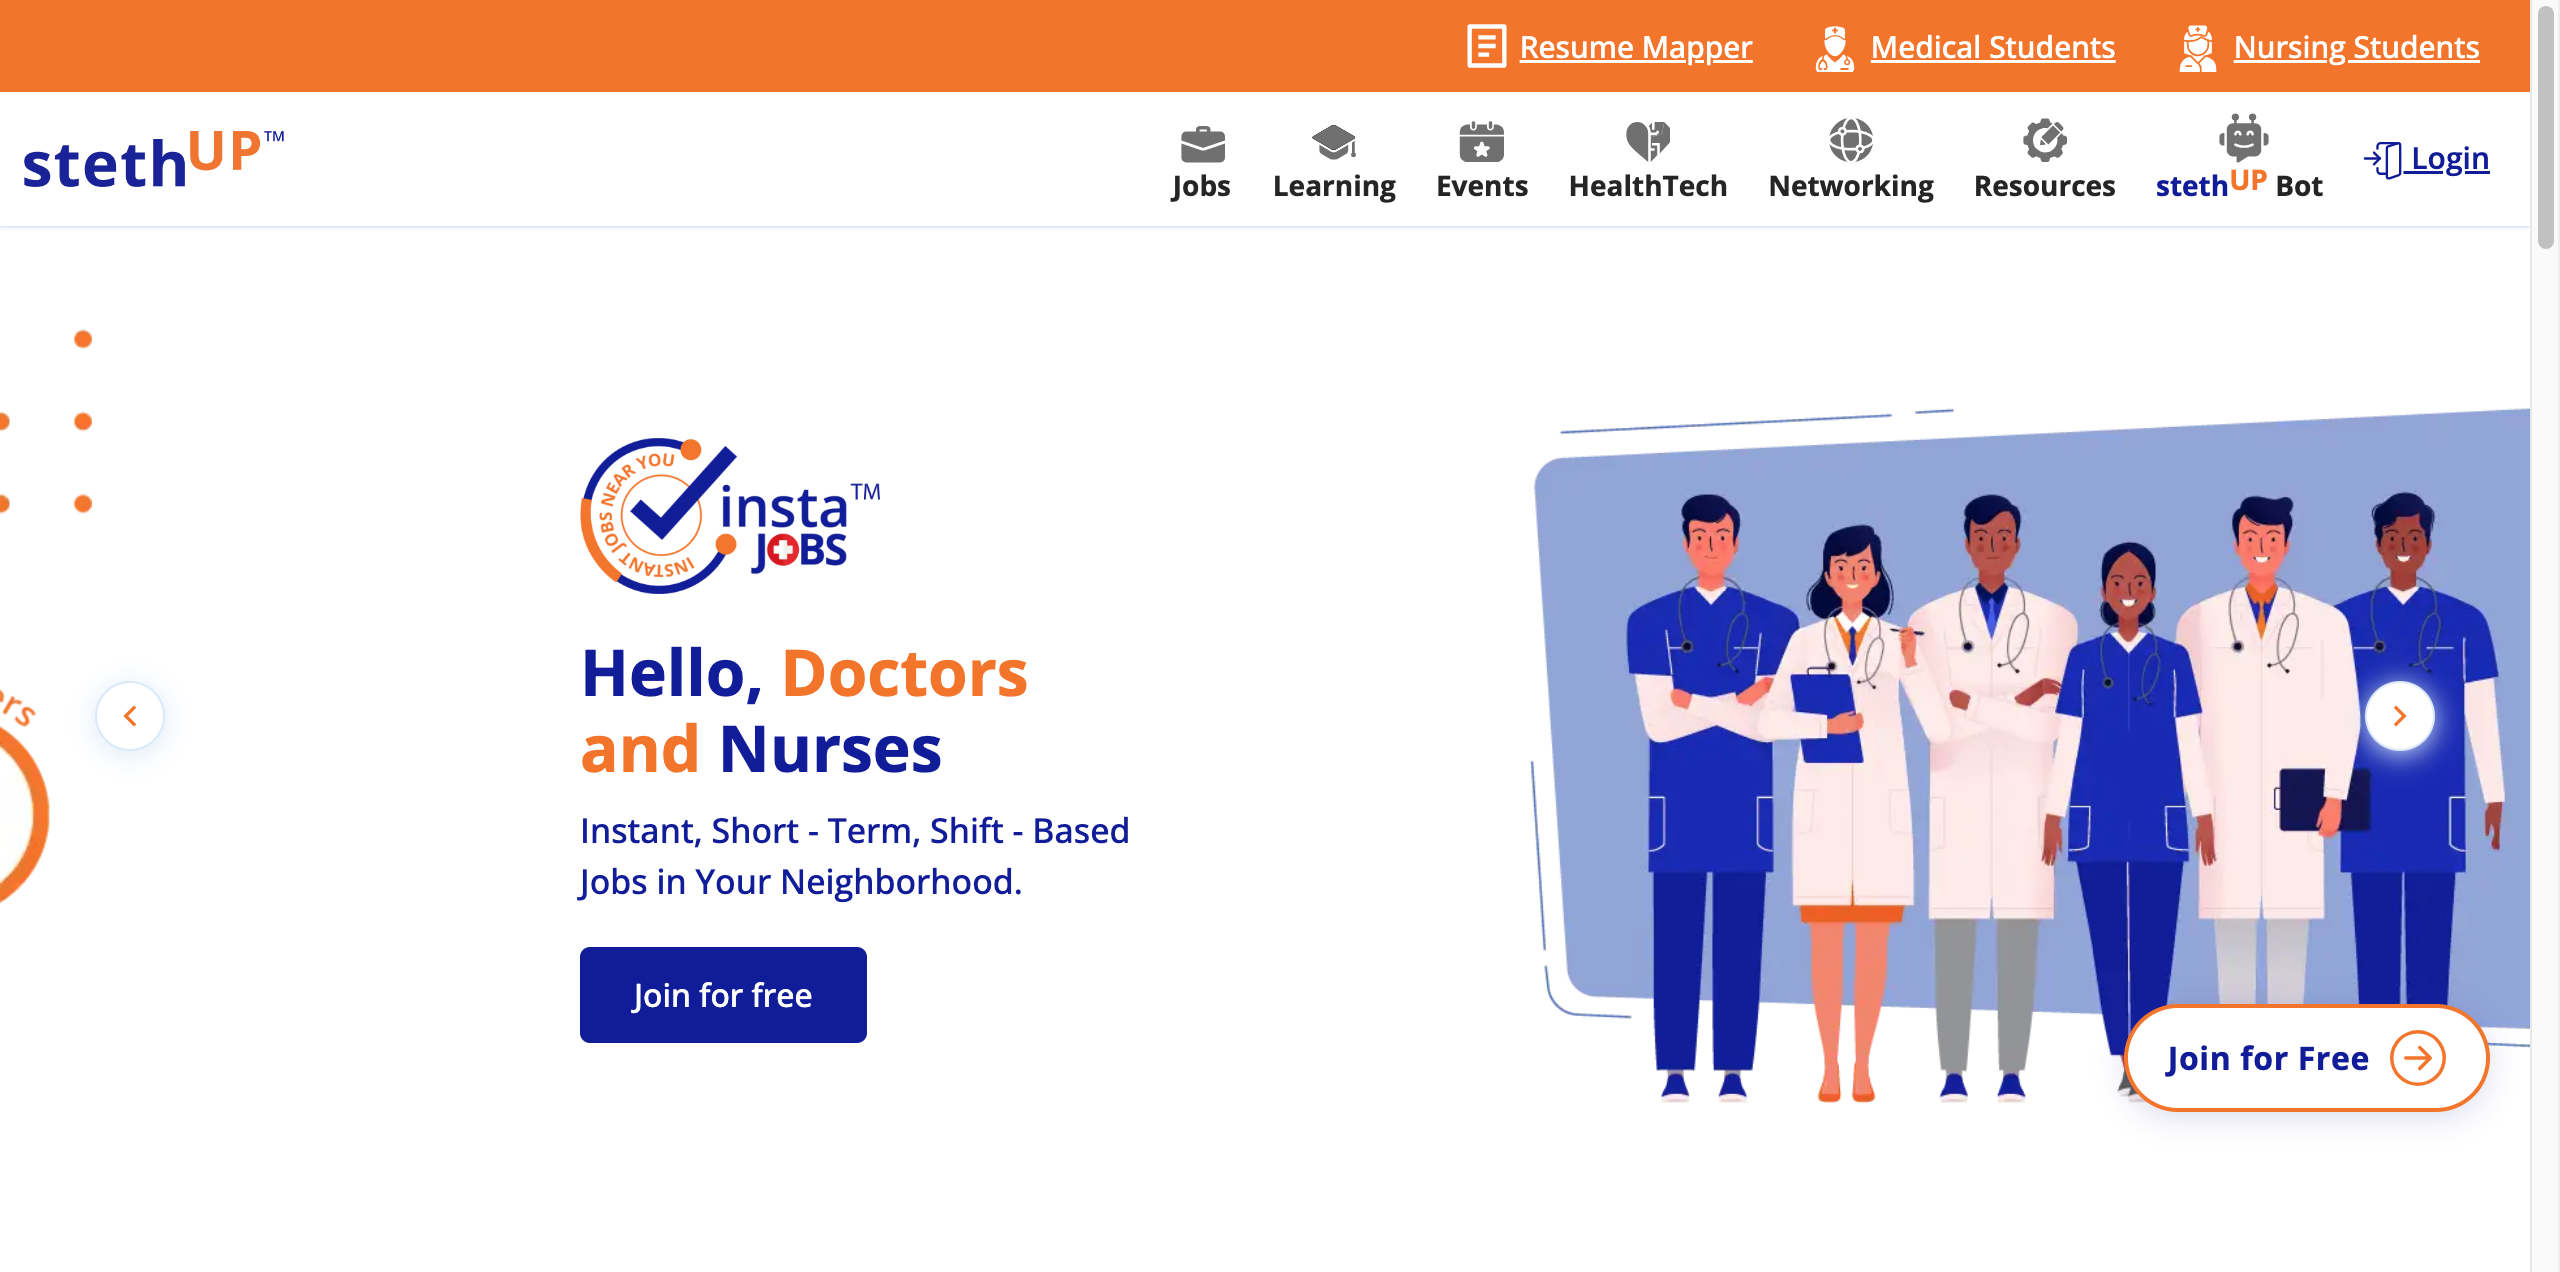 Resume Mapper Medical Students Nursing Students
stethUP™
Jobs Learning Events HealthTech Networking Resources stethUP Bot Login
INSTANT JOBS NEAR YOU
insta™
JOBS
Hello, Doctors
and Nurses
Instant, Short - Term, Shift - Based
Jobs in Your Neighborhood.
Join for free
Join for Free